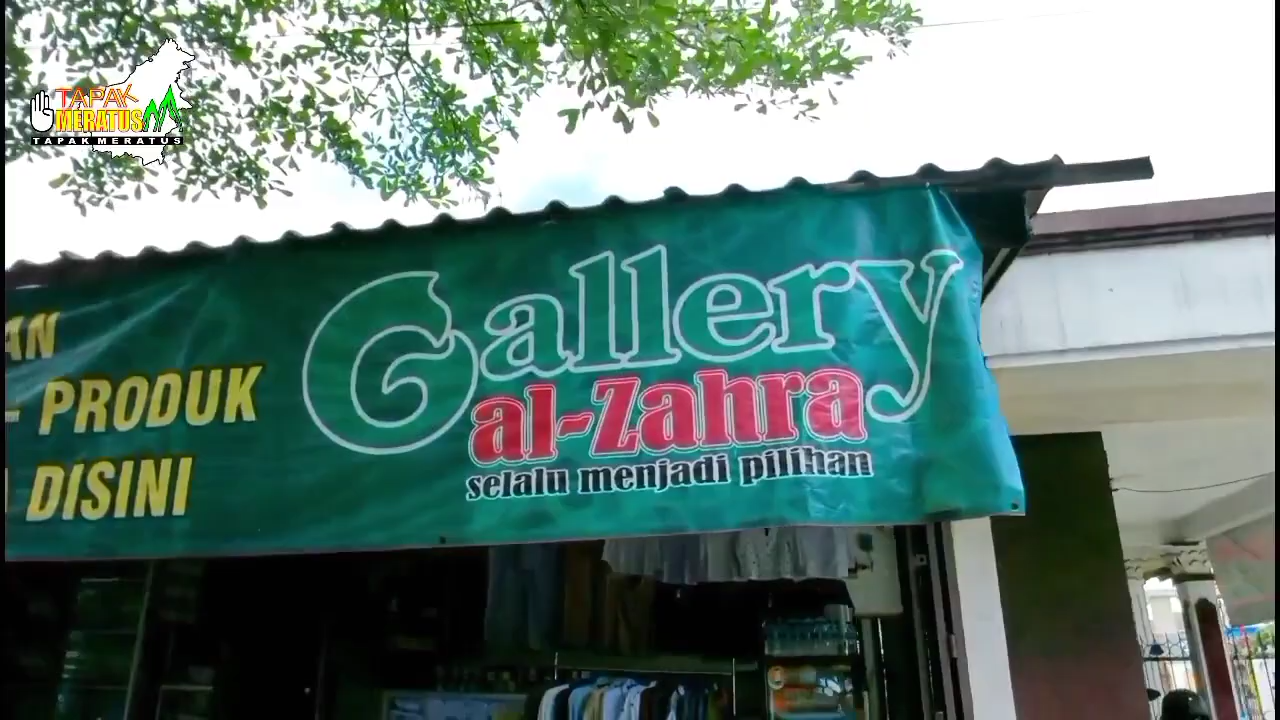 TAPAK
MERATUS
TAPAK MERATUS
AN
- PRODUK
DISINI
Gallery
al-Zahra
selalu menjadi pilihan